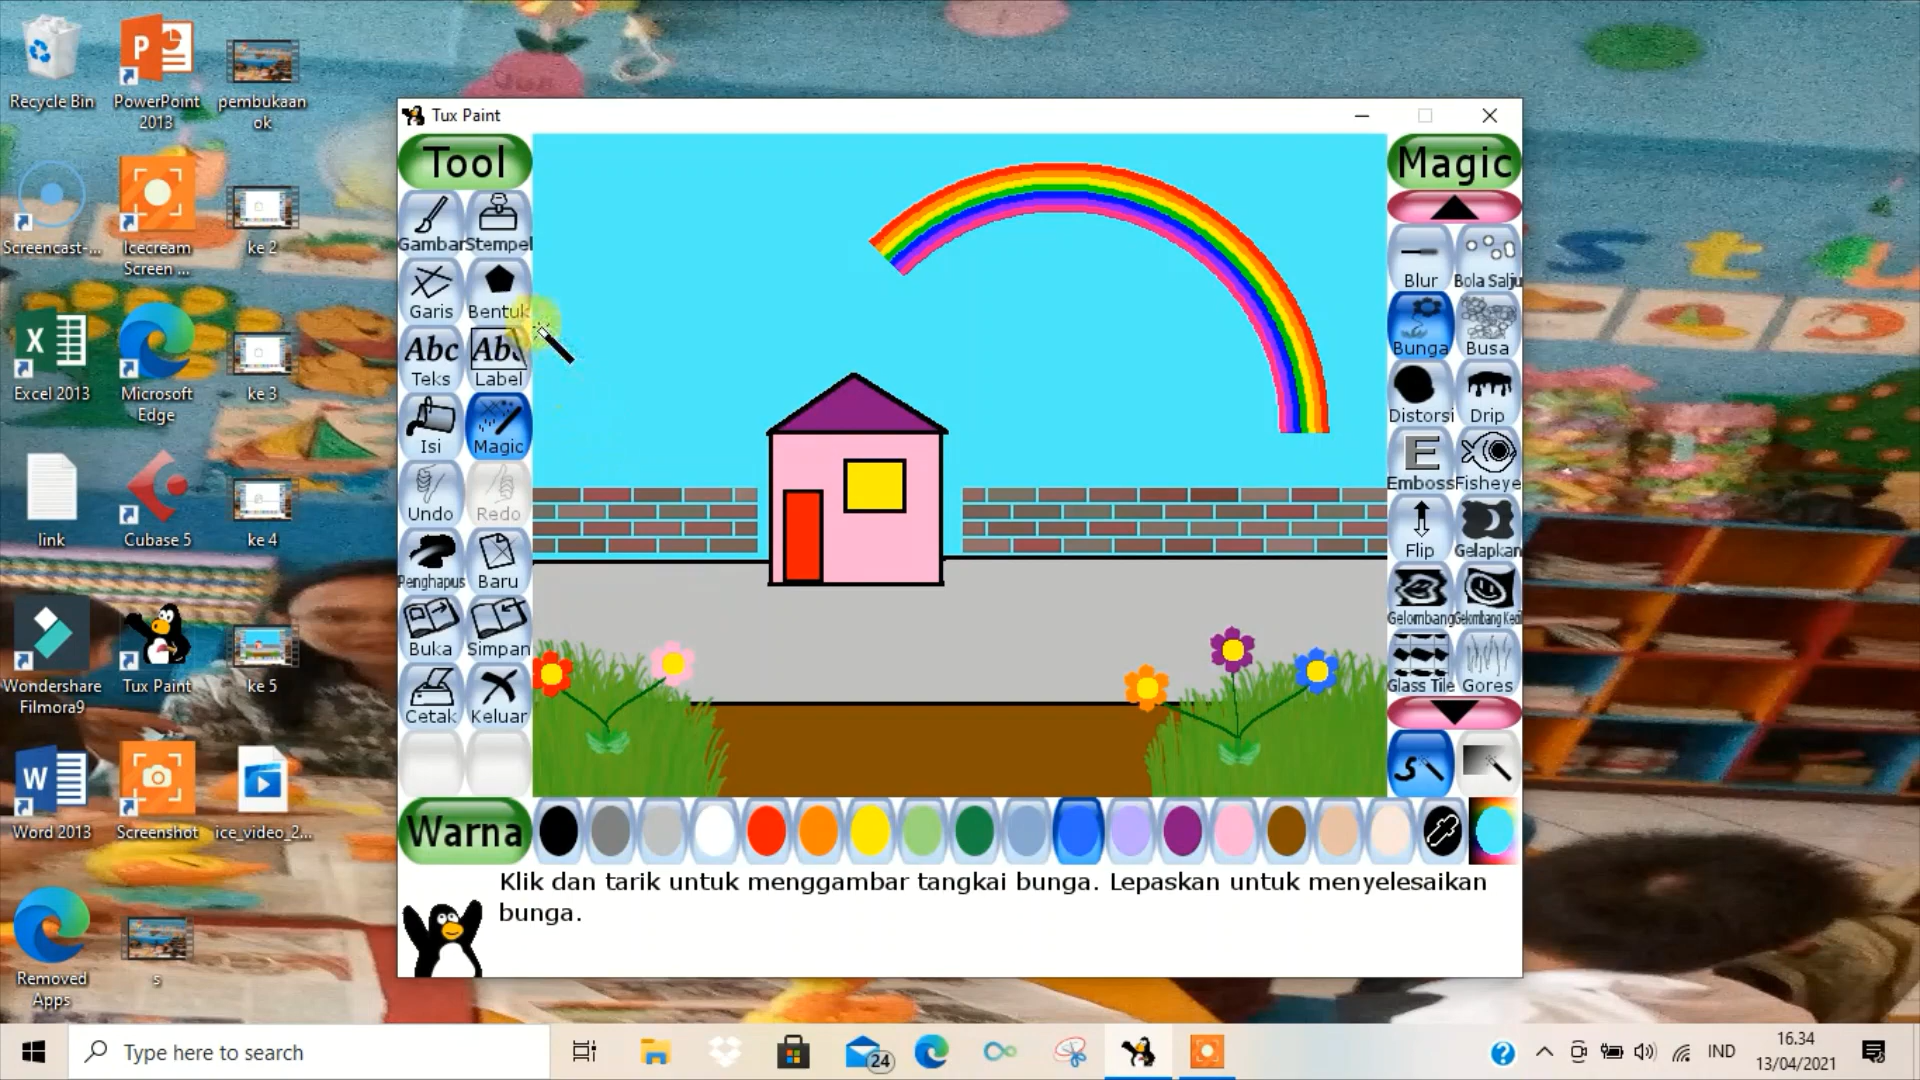 Recycle Bin
PowerPoint
2013
pembukaan
ok
Screencast-...
Icecream
Screen ...
ke 2
Excel 2013
Microsoft
Edge
ke 3
link
Cubase 5
ke 4
Wondershare
Filmora9
Tux Paint
ke 5
Word 2013
Screenshot
ice_video_2...
Removed
Apps
s
Tux Paint
Tool
Gambar
Stempel
Garis
Bentuk
Abc
Teks
Label
Isi
Magic
Undo
Redo
Penghapus
Baru
Buka
Simpan
Cetak
Keluar
Magic
Blur
Bola Salju
Bunga
Busa
Distorsi
Drip
E
Emboss
Fisheye
Flip
Gelapkan
Gelombang
Gelombang Kecil
Glass Tile
Gores
Warna
Klik dan tarik untuk menggambar tangkai bunga. Lepaskan untuk menyelesaikan
bunga.
Type here to search
24
IND
16.34
13/04/2021